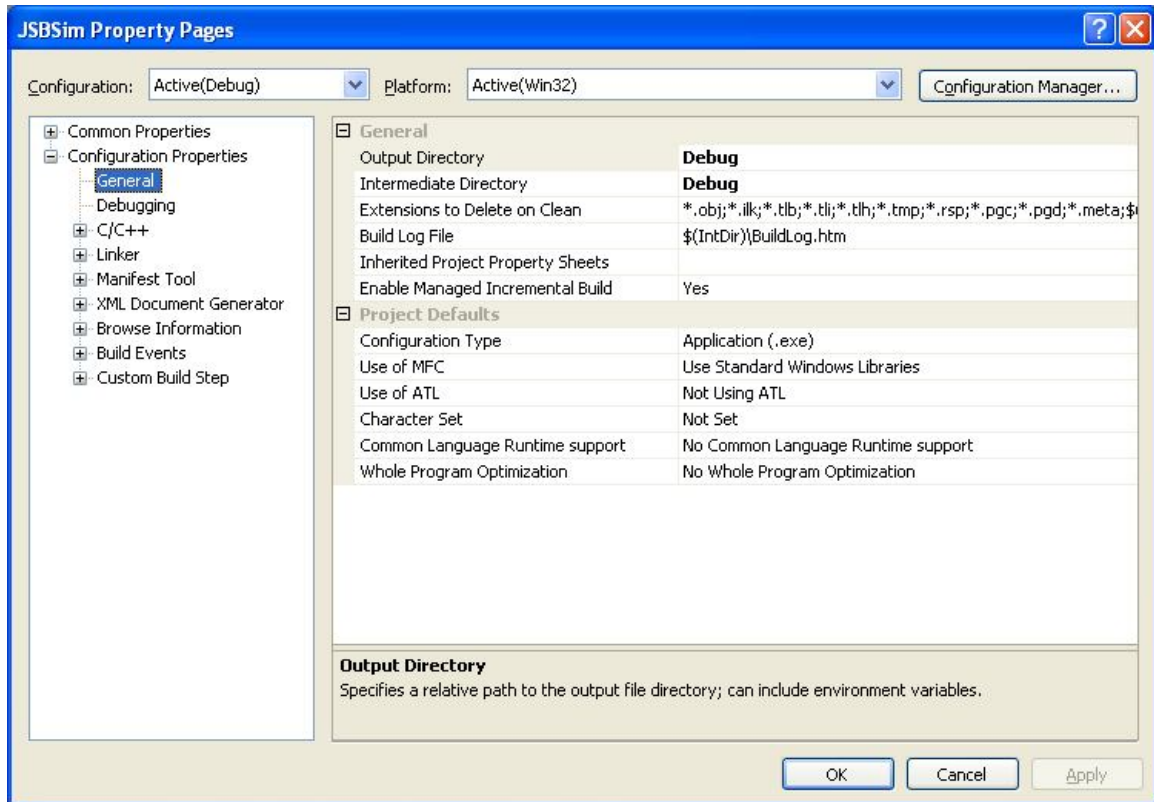 JSBSim Property Pages
Configuration: Active(Debug) Platform: Active(Win32) Configuration Manager...
Common Properties
Configuration Properties
General
Debugging
C/C++
Linker
Manifest Tool
XML Document Generator
Browse Information
Build Events
Custom Build Step
General
Output Directory Debug
Intermediate Directory Debug
Extensions to Delete on Clean *.obj;*.ilk;*.tlb;*.tli;*.tlh;*.tmp;*.rsp;*.pgc;*.pgd;*.meta;$(
Build Log File $(IntDir)\BuildLog.htm
Inherited Project Property Sheets
Enable Managed Incremental Build Yes
Project Defaults
Configuration Type Application (.exe)
Use of MFC Use Standard Windows Libraries
Use of ATL Not Using ATL
Character Set Not Set
Common Language Runtime support No Common Language Runtime support
Whole Program Optimization No Whole Program Optimization
Output Directory
Specifies a relative path to the output file directory; can include environment variables.
OK Cancel Apply